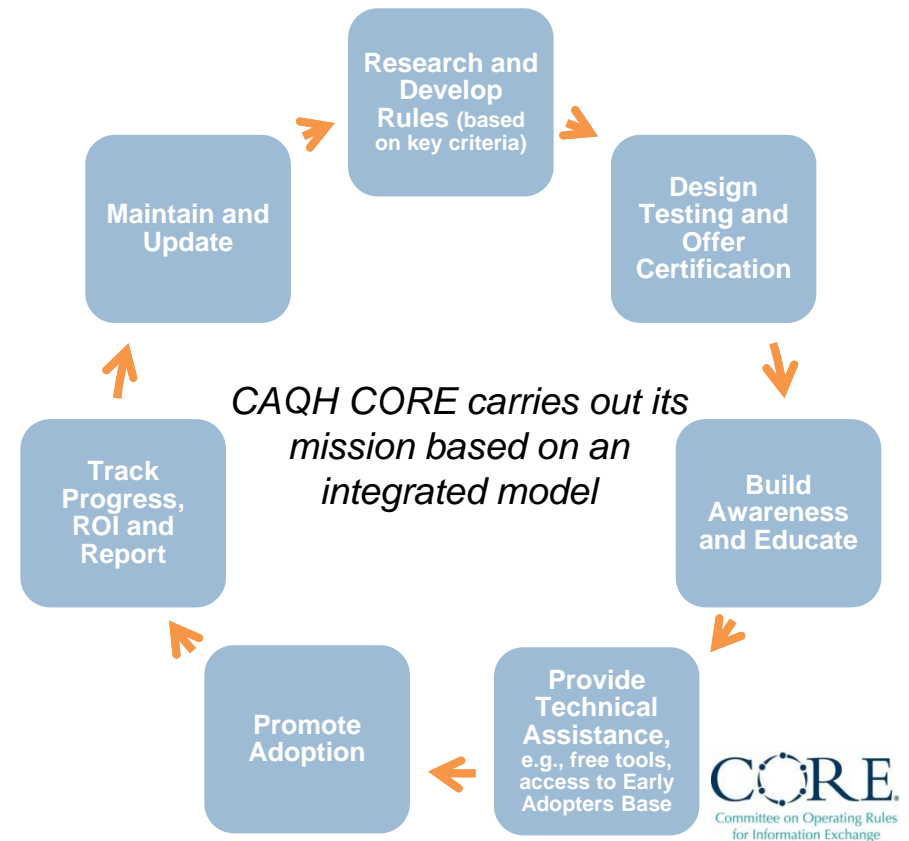 Research and
Develop
Rules (based
on key criteria)
Design
Testing and
Offer
Certification
Build
Awareness
and Educate
Provide
Technical
Assistance,
e.g., free tools,
access to Early
Adopters Base
Promote
Adoption
Track
Progress,
ROI and
Report
Maintain and
Update
CAQH CORE carries out its
mission based on an
integrated model
CORE®
Committee on Operating Rules
for Information Exchange